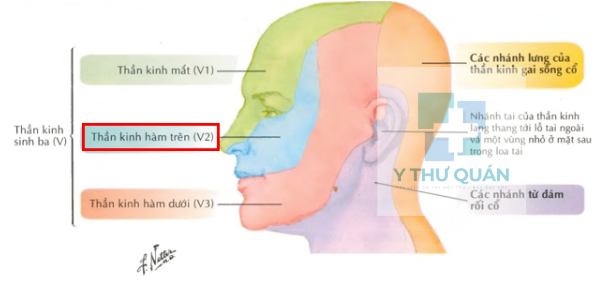 Thần kinh
sinh ba (V)
Thần kinh mắt (V1)
Thần kinh hàm trên (V2)
Thần kinh hàm dưới (V3)
Các nhánh lưng của
thần kinh gai sống cổ
Nhánh tai của thần kinh
lang thang tới lỗ tai ngoài
và một vùng nhỏ ở mặt sau
trong loa tai
Các nhánh từ đám
rối cổ
Y THƯ QUÁN
F. Netter
M.D.